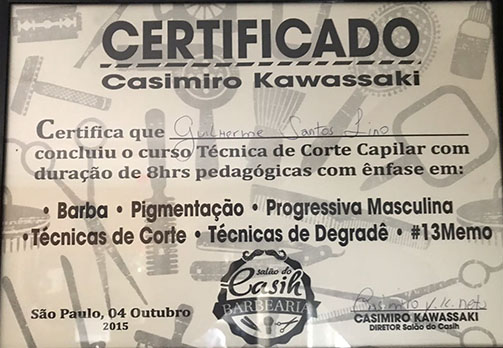 CERTIFICADO
Casimiro Kawassaki
Certifica que Guilherme Santos Lino
concluiu o curso Técnica de Corte Capilar com
duração de 8hrs pedagógicas com ênfase em:
• Barba • Pigmentação • Progressiva Masculina
•Técnicas de Corte • Técnicas de Degradê • #13Memo
salão do
Casih
BARBEARIA
São Paulo, 04 Outubro
2015
CASIMIRO KAWASSAKI
DIRETOR Salão do Casih